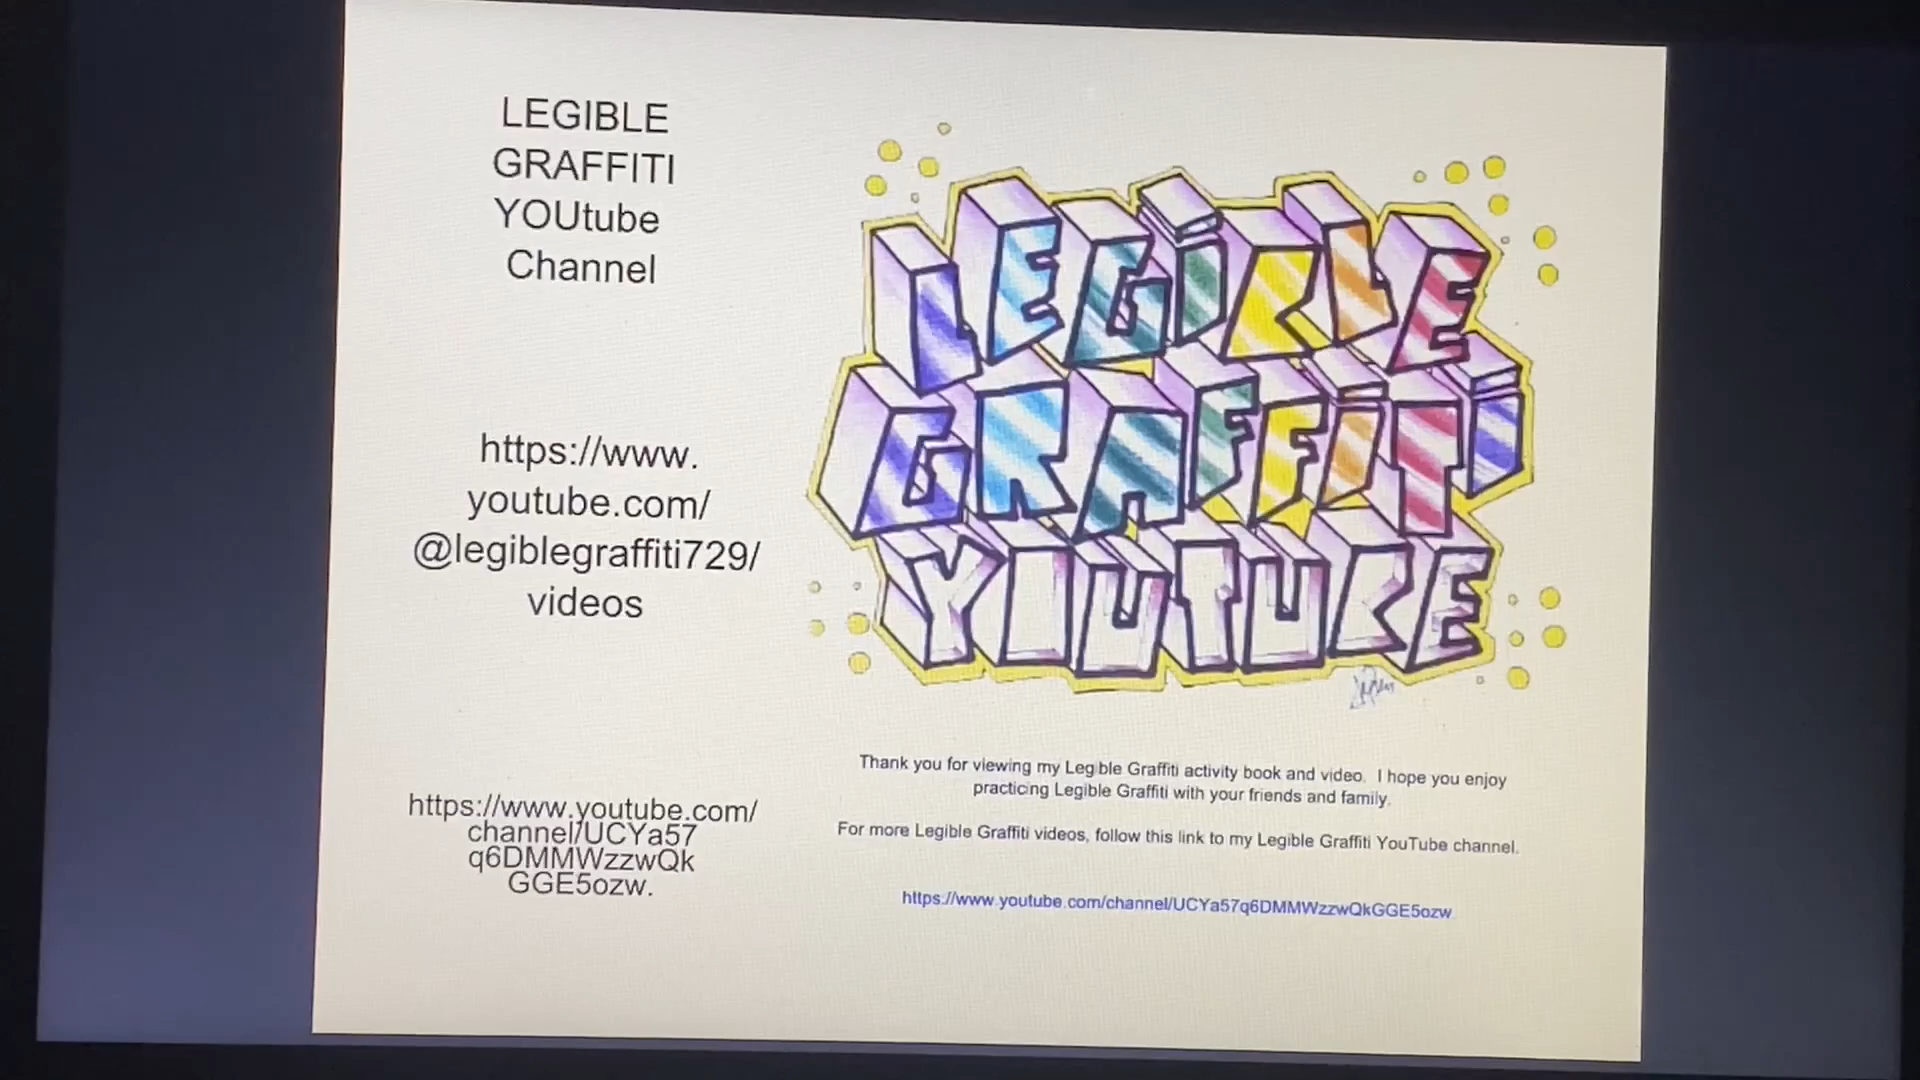 LEGIBLE
GRAFFITI
YOUtube
Channel
https://www.
youtube.com/
@legiblegraffiti729/
videos
https://www.youtube.com/
channel/UCYa57
q6DMMWzzwQk
GGE5ozw.
LEGiBLE
GRAFFiTi
YOUTUBE
Thank you for viewing my Legible Graffiti activity book and video. I hope you enjoy
practicing Legible Graffiti with your friends and family.
For more Legible Graffiti videos, follow this link to my Legible Graffiti YouTube channel.
https://www.youtube.com/channel/UCYa57q6DMMWzzwQkGGE5ozw